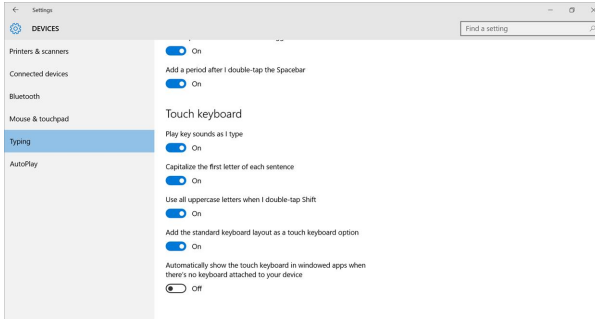 Settings
DEVICES
Find a setting
Printers & scanners
Connected devices
Bluetooth
Mouse & touchpad
Typing
AutoPlay
On
Add a period after I double-tap the Spacebar
On
Touch keyboard
Play key sounds as I type
On
Capitalize the first letter of each sentence
On
Use all uppercase letters when I double-tap Shift
On
Add the standard keyboard layout as a touch keyboard option
On
Automatically show the touch keyboard in windowed apps when
there's no keyboard attached to your device
Off